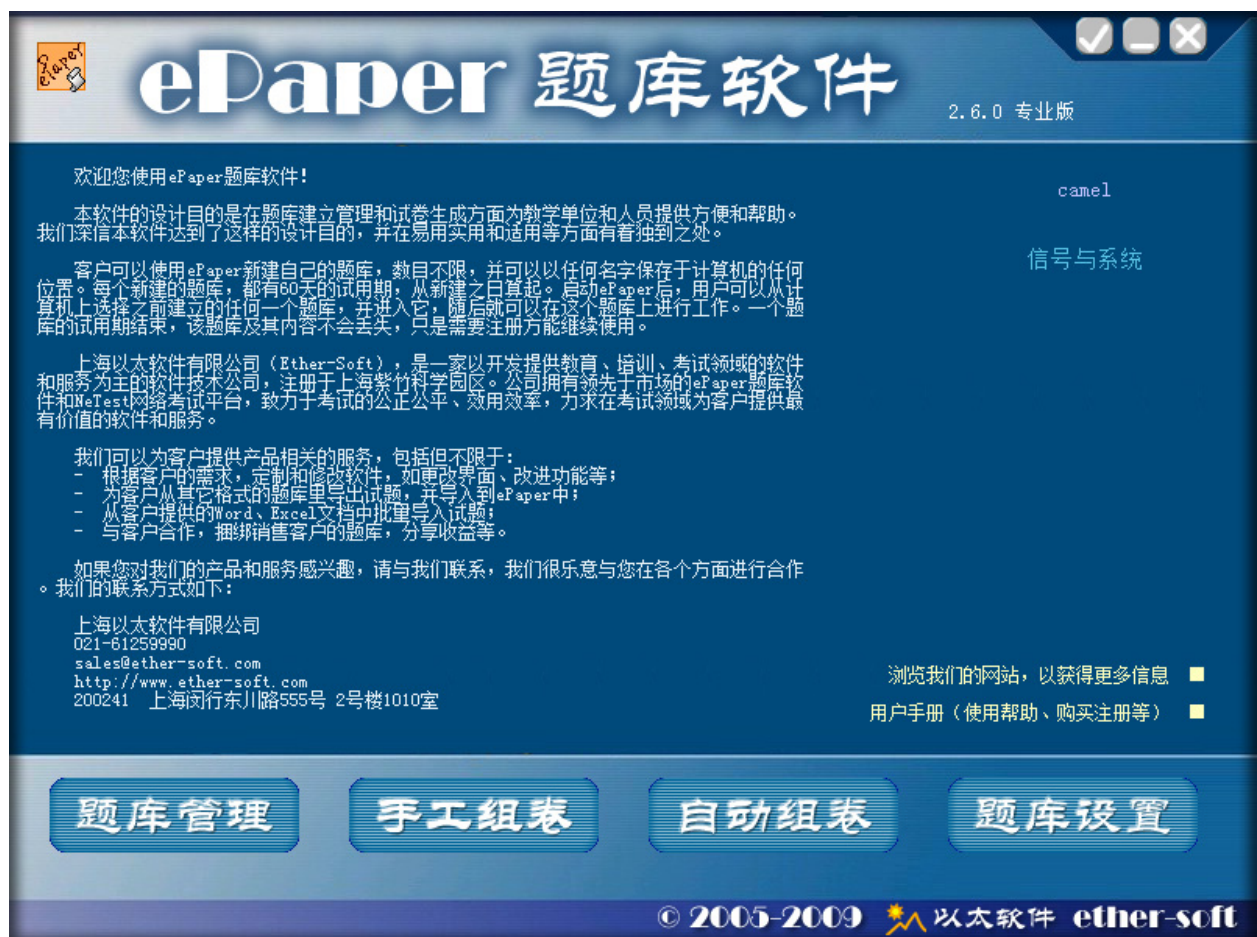 ePaper
ePaper 题库软件
2.6.0 专业版
欢迎您使用ePaper题库软件!
本软件的设计目的是在题库建立管理和试卷生成方面为教学单位和人员提供方便和帮助。
我们深信本软件达到了这样的设计目的，并在易用实用和适用等方面有着独到之处。
客户可以使用ePaper新建自己的题库，数目不限，并可以以任何名字保存于计算机的任何
位置。每个新建的题库，都有60天的试用期，从新建之日算起。启动ePaper后，用户可以从计
算机上选择之前建立的任何一个题库，并进入它，随后就可以在这个题库上进行工作。一个题
库的试用期结束，该题库及其内容不会丢失，只是需要注册方能继续使用。
上海以太软件有限公司（Ether-Soft），是一家以开发提供教育、培训、考试领域的软件
和服务为主的软件技术公司，注册于上海紫竹科学园区。公司拥有领先于市场的ePaper题库软
件和NeTest网络考试平台，致力于考试的公正公平、效用效率，力求在考试领域为客户提供最
有价值的软件和服务。
我们可以为客户提供产品相关的服务，包括但不限于：
- 根据客户的需求，定制和修改软件，如更改界面、改进功能等；
- 为客户从其它格式的题库里导出试题，并导入到ePaper中；
- 从客户提供的Word、Excel文档中批量导入试题；
- 与客户合作，捆绑销售客户的题库，分享收益等。
如果您对我们的产品和服务感兴趣，请与我们联系，我们很乐意与您在各个方面进行合作
。我们的联系方式如下：
上海以太软件有限公司
021-61259990
sales@ether-soft.com
http://www.ether-soft.com
200241 上海闵行东川路555号 2号楼1010室
camel
信号与系统
浏览我们的网站，以获得更多信息
用户手册（使用帮助、购买注册等）
题库管理
手工组卷
自动组卷
题库设置
© 2005-2009 以太软件 ether-soft